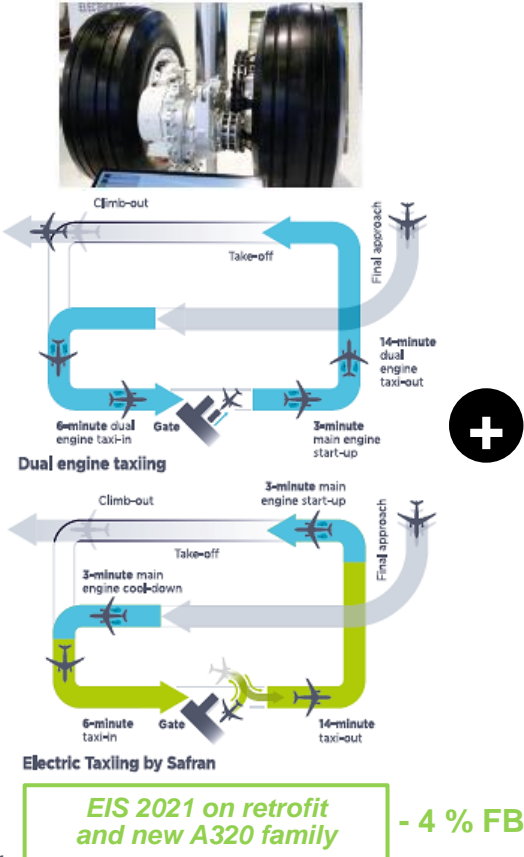 Climb-out
Take-off
Final approach
14-minute
dual
engine
taxi-out
6-minute dual
engine taxi-in
Gate
3-minute
main engine
start-up
Dual engine taxiing
+
3-minute main
engine start-up
Climb-out
Take-off
Final approach
3-minute main
engine cool-down
6-minute
taxi-in
Gate
14-minute
taxi-out
Electric Taxiing by Safran
EIS 2021 on retrofit
and new A320 family
- 4 % FB